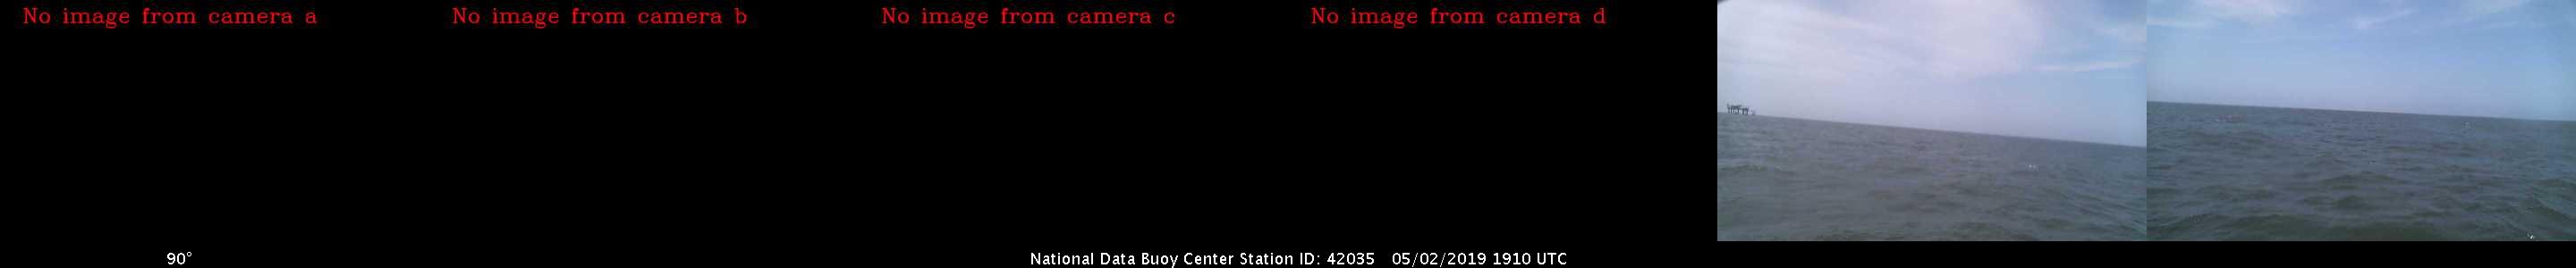 No image from camera a
No image from camera b
No image from camera c
No image from camera d
90°
National Data Buoy Center Station ID: 42035 05/02/2019 1910 UTC